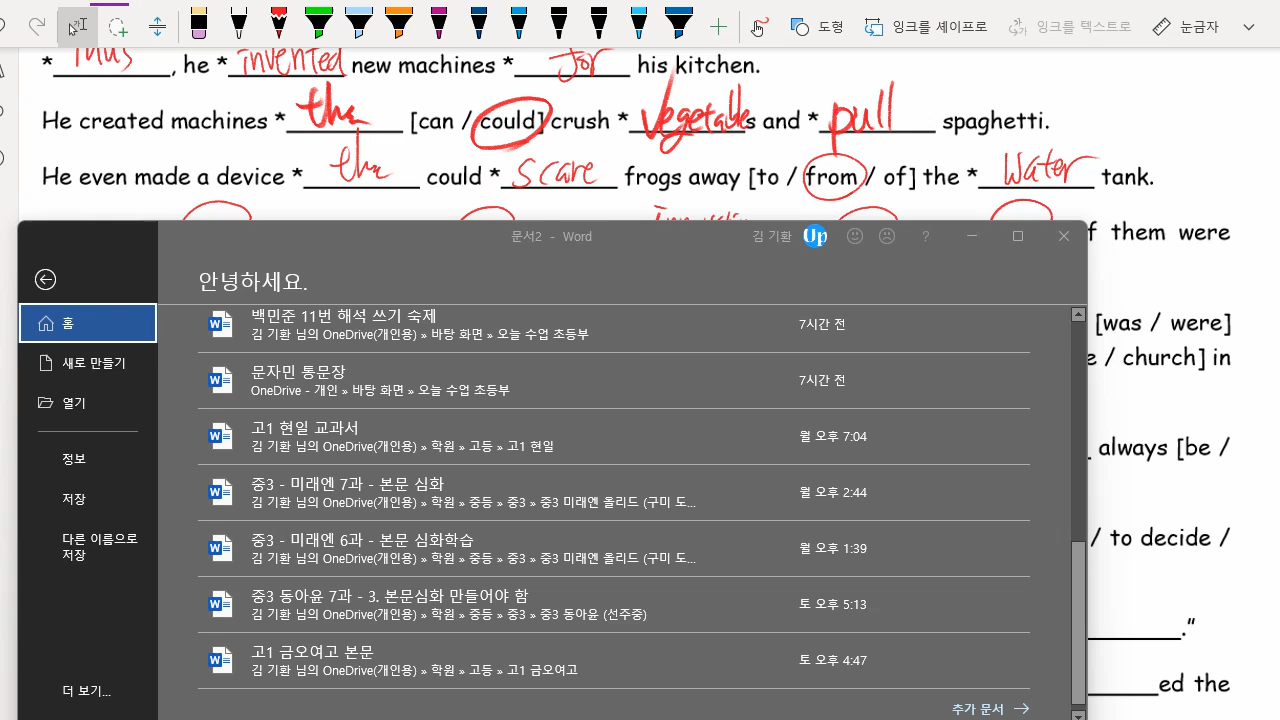 도형 잉크를 셰이프로 잉크를 텍스트로 눈금자
*Thus, he *invented new machines *for his kitchen.
He created machines *tha [can / could] crush *vegetables and *pull spaghetti.
He even made a device *tha could *scare frogs away [to / from / of] the *water tank.
f them were
[was / were]
e / church] in
always [be /
/ to decide /
."
ed the
문서2 - Word
김 기환
Up
?
안녕하세요.
홈
새로 만들기
열기
정보
저장
다른 이름으로
저장
더 보기...
백민준 11번 해석 쓰기 숙제
김 기환 님의 OneDrive(개인용) » 바탕 화면 » 오늘 수업 초등부
7시간 전
문자민 통문장
OneDrive - 개인 » 바탕 화면 » 오늘 수업 초등부
7시간 전
고1 현일 교과서
김 기환 님의 OneDrive(개인용) » 학원 » 고등 » 고1 현일
월 오후 7:04
중3 - 미래엔 7과 - 본문 심화
김 기환 님의 OneDrive(개인용) » 학원 » 중등 » 중3 » 중3 미래엔 올리드 (구미 도...
월 오후 2:44
중3 - 미래엔 6과 - 본문 심화학습
김 기환 님의 OneDrive(개인용) » 학원 » 중등 » 중3 » 중3 미래엔 올리드 (구미 도...
월 오후 1:39
중3 동아윤 7과 - 3. 본문심화 만들어야 함
김 기환 님의 OneDrive(개인용) » 학원 » 중등 » 중3 » 중3 동아윤 (선주중)
토 오후 5:13
고1 금오여고 본문
김 기환 님의 OneDrive(개인용) » 학원 » 고등 » 고1 금오여고
토 오후 4:47
추가 문서